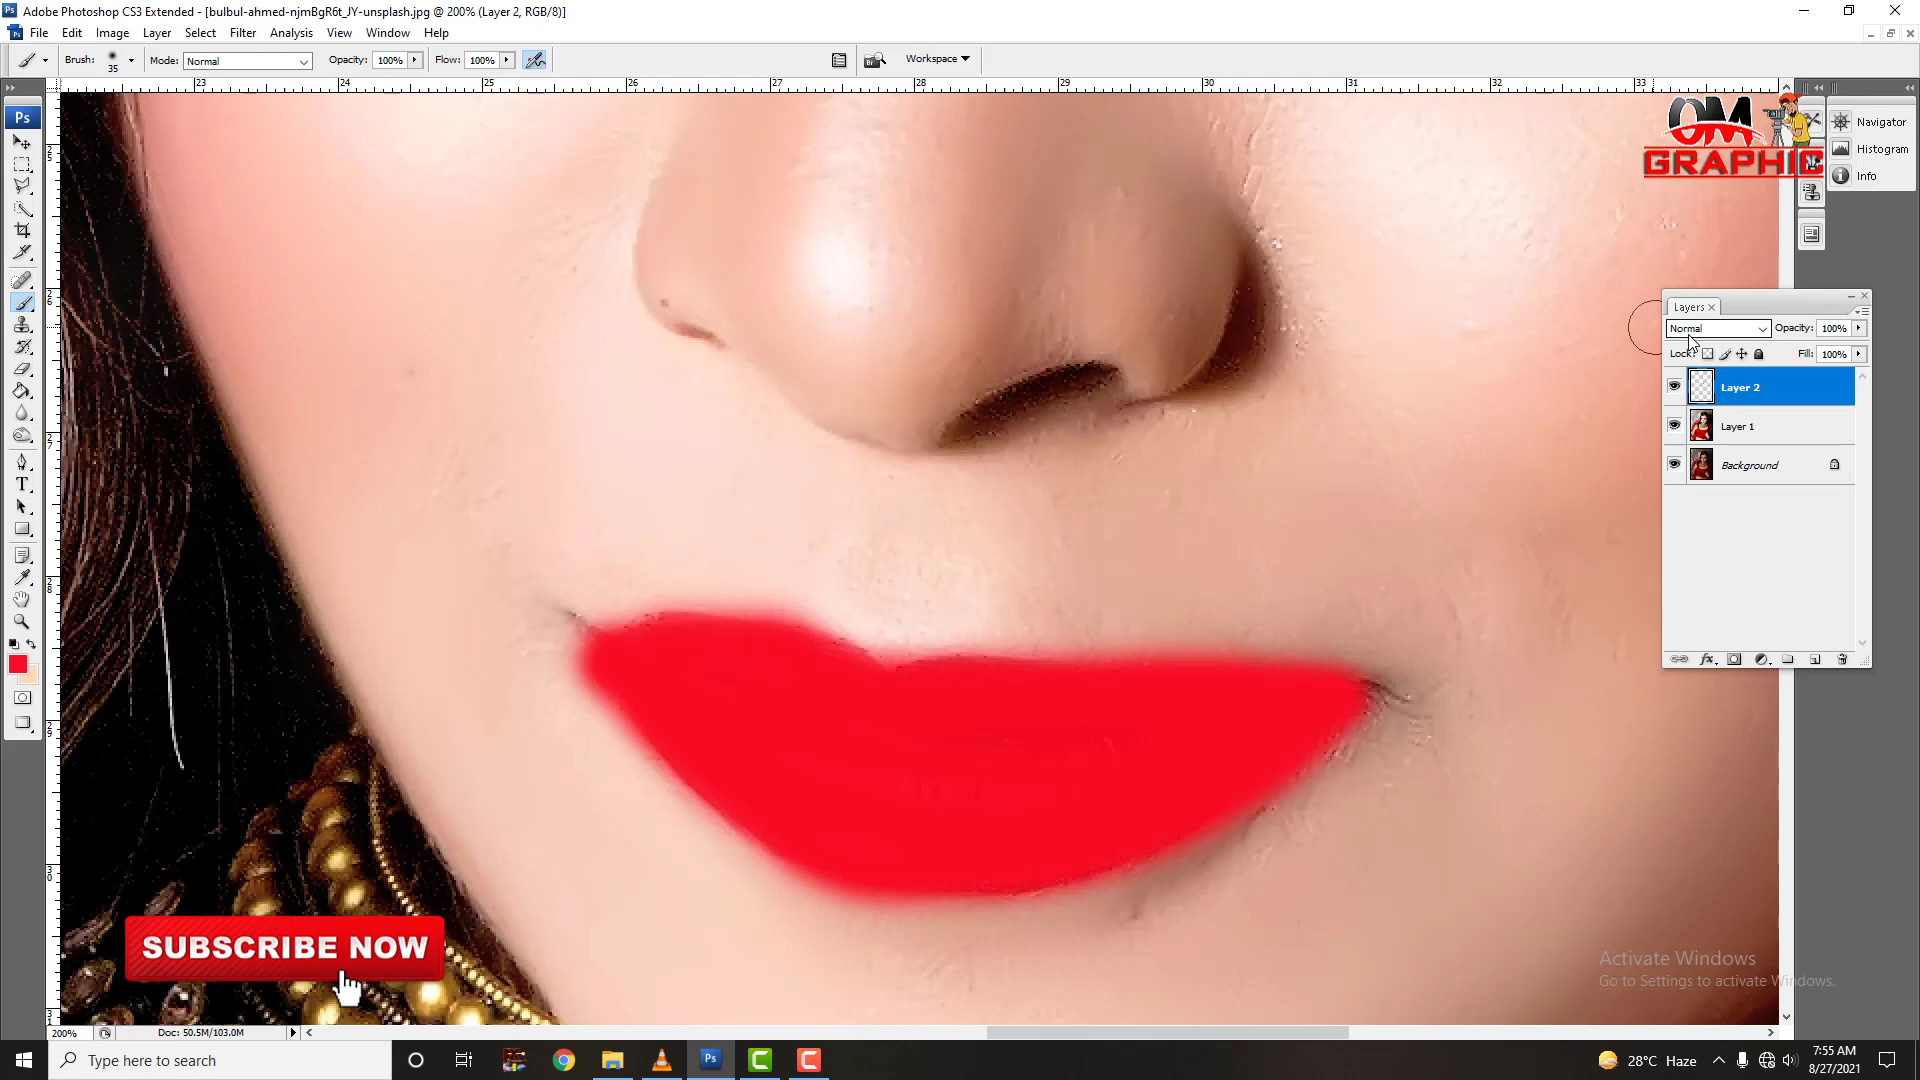 Adobe Photoshop CS3 Extended - [bulbul-ahmed-njmBgR6t_JY-unsplash.jpg @ 200% (Layer 2, RGB/8)]
File Edit Image Layer Select Filter Analysis View Window Help
Brush: 35 Mode: Normal Opacity: 100% Flow: 100% Workspace
23 24 25 26 27 28 29 30 31 32 33
Ps
OM
GRAPHIC
Navigator
Histogram
Info
Layers
Normal Opacity: 100%
Lock: Fill: 100%
Layer 2
Layer 1
Background
SUBSCRIBE NOW
Activate Windows
Go to Settings to activate Windows.
200% Doc: 50.5M/103.0M
Type here to search
Ps
28°C Haze
7:55 AM
8/27/2021